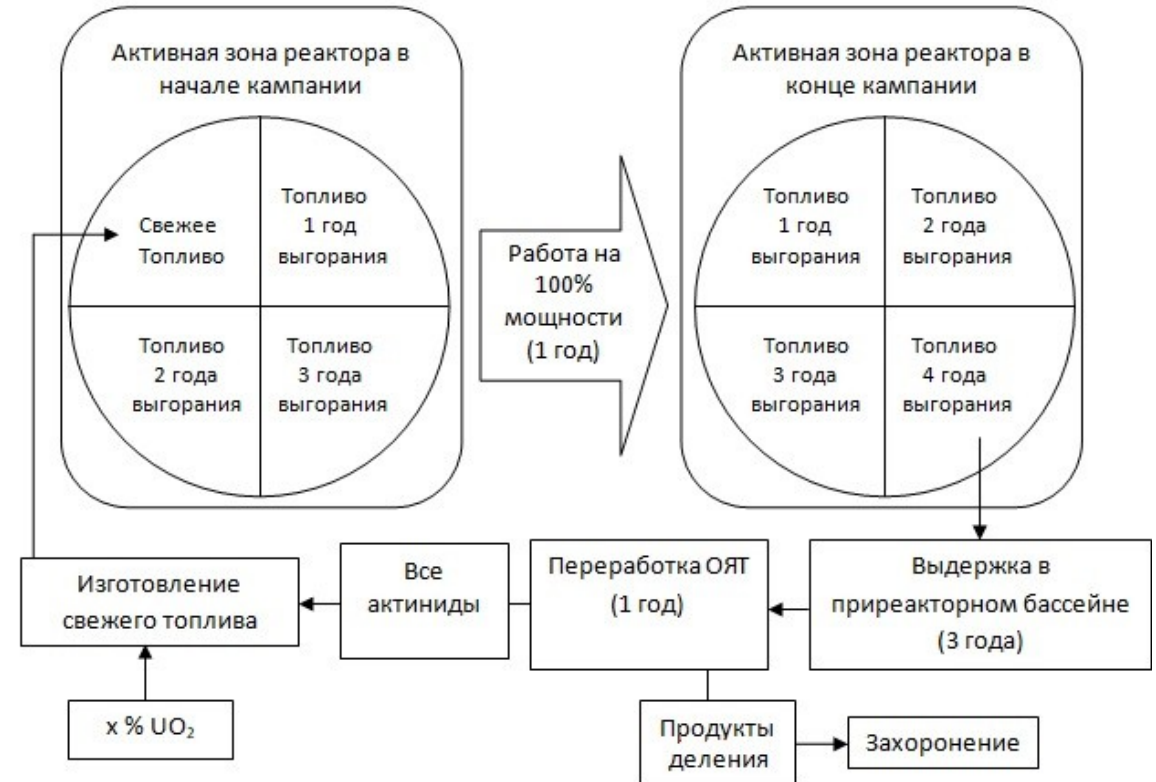 Активная зона реактора в
начале кампании
Свежее
Топливо
Топливо
1 год
выгорания
Топливо
2 года
выгорания
Топливо
3 года
выгорания
Работа на
100%
мощности
(1 год)
Активная зона реактора в
конце кампании
Топливо
1 год
выгорания
Топливо
2 года
выгорания
Топливо
3 года
выгорания
Топливо
4 года
выгорания
Изготовление
свежего топлива
Все
актиниды
Переработка ОЯТ
(1 год)
Выдержка в
приреакторном бассейне
(3 года)
x % UO₂
Продукты
деления
Захоронение